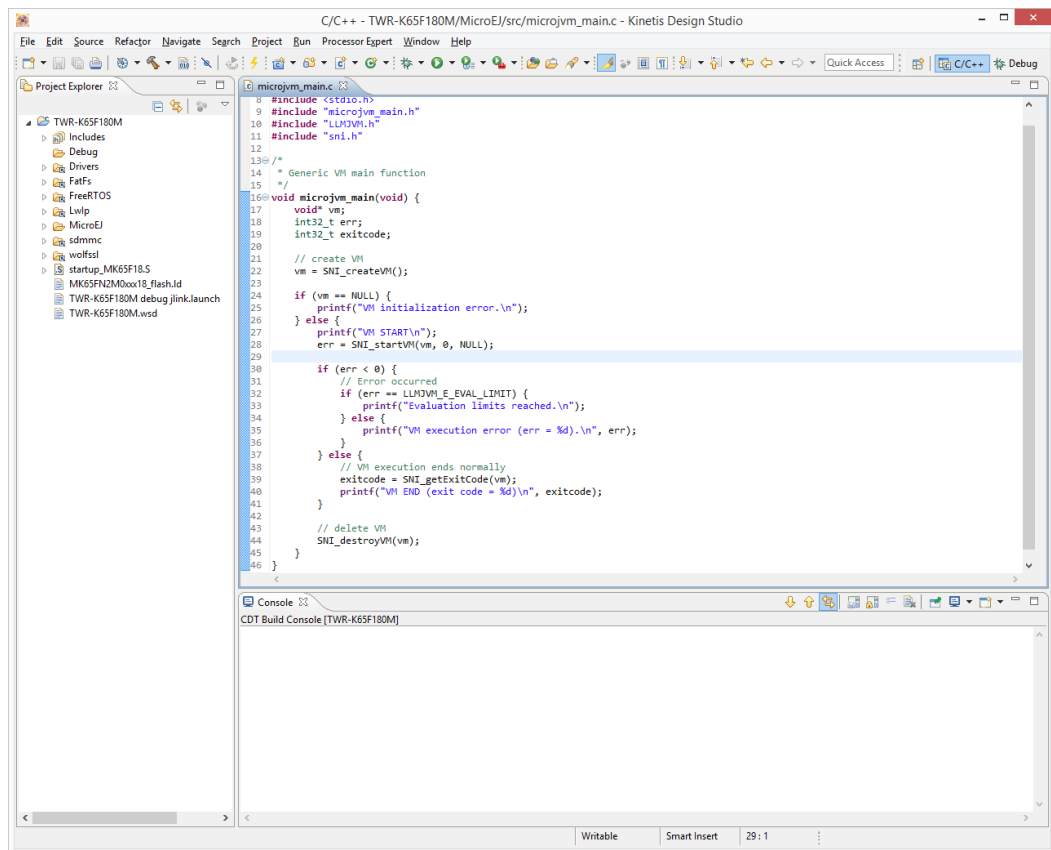 C/C++ - TWR-K65F180M/MicroEJ/src/microjvm_main.c - Kinetis Design Studio
File Edit Source Refactor Navigate Search Project Run Processor Expert Window Help
Quick Access C/C++ Debug
Project Explorer
TWR-K65F180M
Includes
Debug
Drivers
FatFs
FreeRTOS
LwIp
MicroEJ
sdmmc
wolfssl
startup_MK65F18.S
MK65FN2M0xxx18_flash.ld
TWR-K65F180M debug jlink.launch
TWR-K65F180M.wsd
microjvm_main.c
8 #include <stdio.h>
9 #include "microjvm_main.h"
10 #include "LLMJVM.h"
11 #include "sni.h"
12
13 /*
14  * Generic VM main function
15  */
16 void microjvm_main(void) {
17     void* vm;
18     int32_t err;
19     int32_t exitcode;
20
21     // create VM
22     vm = SNI_createVM();
23
24     if (vm == NULL) {
25         printf("VM initialization error.\n");
26     } else {
27         printf("VM START\n");
28         err = SNI_startVM(vm, 0, NULL);
29
30         if (err < 0) {
31             // Error occurred
32             if (err == LLMJVM_E_EVAL_LIMIT) {
33                 printf("Evaluation limits reached.\n");
34             } else {
35                 printf("VM execution error (err = %d).\n", err);
36             }
37         } else {
38             // VM execution ends normally
39             exitcode = SNI_getExitCode(vm);
40             printf("VM END (exit code = %d)\n", exitcode);
41         }
42
43         // delete VM
44         SNI_destroyVM(vm);
45     }
46 }
Console
CDT Build Console [TWR-K65F180M]
Writable Smart Insert 29 : 1